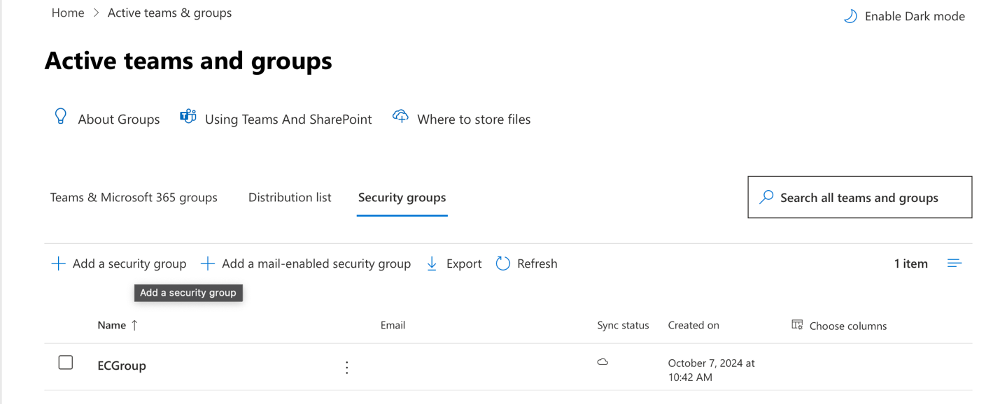 Home > Active teams & groups
Enable Dark mode
Active teams and groups
About Groups Using Teams And SharePoint Where to store files
Teams & Microsoft 365 groups Distribution list Security groups
Search all teams and groups
Add a security group Add a mail-enabled security group Export Refresh 1 item
Add a security group
Name ↑ Email Sync status Created on Choose columns
ECGroup
October 7, 2024 at
10:42 AM